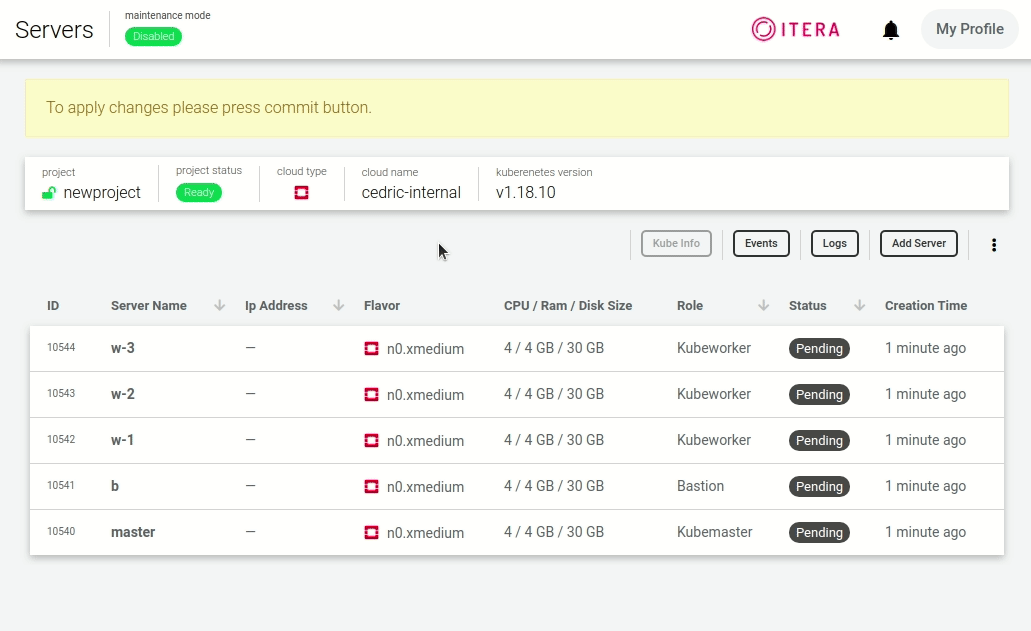 Servers
maintenance mode
Disabled
ITERA
My Profile
To apply changes please press commit button.
project
newproject
project status
Ready
cloud type
cloud name
cedric-internal
kuberenetes version
v1.18.10
Kube Info
Events
Logs
Add Server
ID Server Name Ip Address Flavor CPU / Ram / Disk Size Role Status Creation Time
10544 w-3 — n0.xmedium 4 / 4 GB / 30 GB Kubeworker Pending 1 minute ago
10543 w-2 — n0.xmedium 4 / 4 GB / 30 GB Kubeworker Pending 1 minute ago
10542 w-1 — n0.xmedium 4 / 4 GB / 30 GB Kubeworker Pending 1 minute ago
10541 b — n0.xmedium 4 / 4 GB / 30 GB Bastion Pending 1 minute ago
10540 master — n0.xmedium 4 / 4 GB / 30 GB Kubemaster Pending 1 minute ago